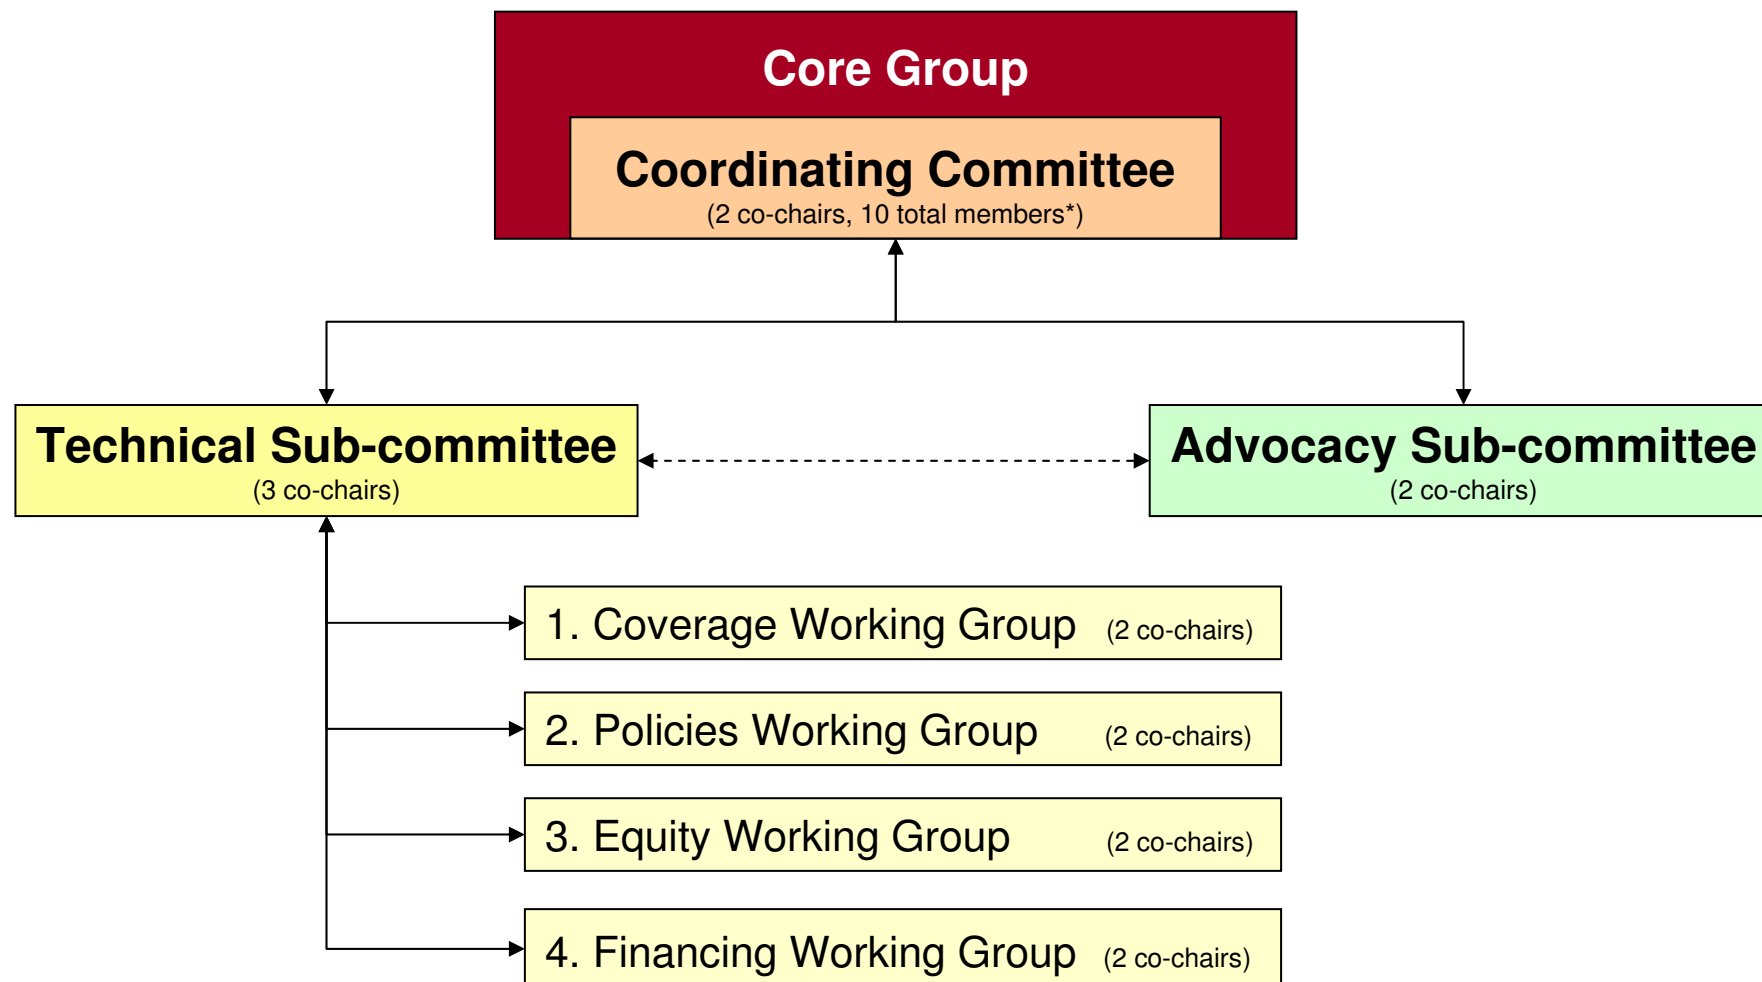 Core Group
Coordinating Committee
(2 co-chairs, 10 total members*)
Technical Sub-committee
(3 co-chairs)
Advocacy Sub-committee
(2 co-chairs)
1. Coverage Working Group (2 co-chairs)
2. Policies Working Group (2 co-chairs)
3. Equity Working Group (2 co-chairs)
4. Financing Working Group (2 co-chairs)